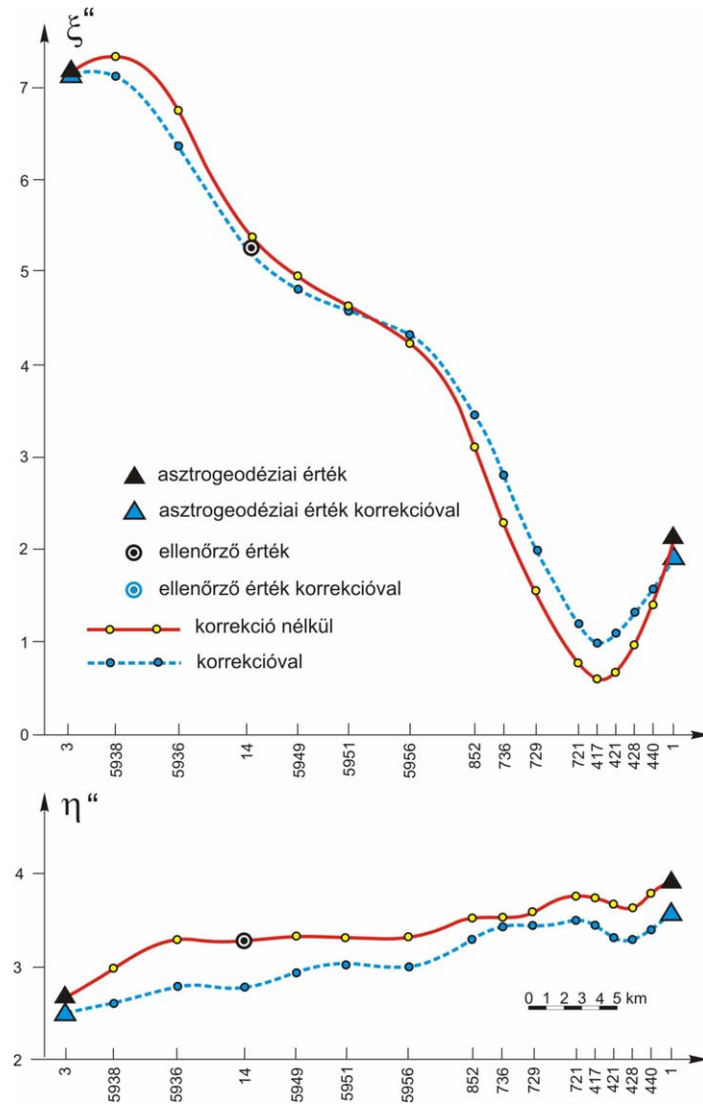 ξ“
7
6
5
4
3
2
1
0
asztrogeodéziai érték
asztrogeodéziai érték korrekcióval
ellenőrző érték
ellenőrző érték korrekcióval
korrekció nélkül
korrekcióval
3 5938 5936 14 5949 5951 5956 852 736 729 721 417 421 428 440 1
η“
4
3
2
0 1 2 3 4 5 km
3 5938 5936 14 5949 5951 5956 852 736 729 721 417 421 428 440 1